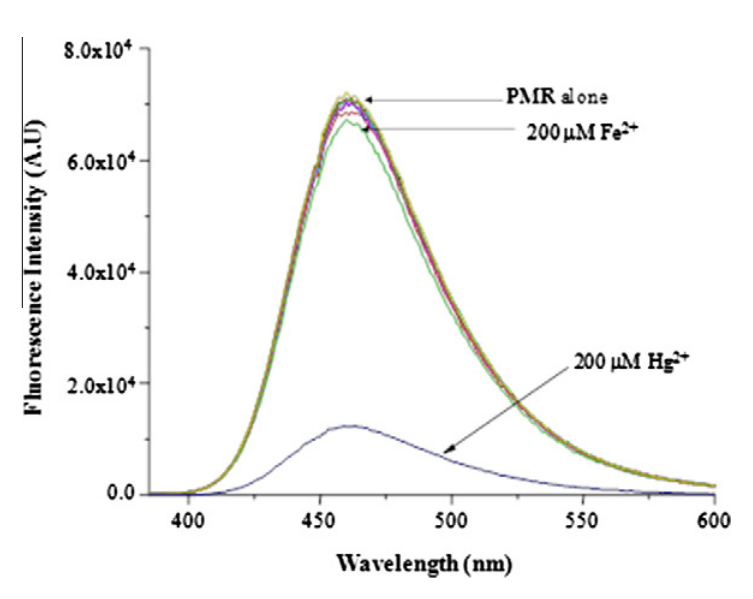 8.0x10⁴
PMR alone
200 µM Fe²⁺
6.0x10⁴
4.0x10⁴
200 µM Hg²⁺
2.0x10⁴
0.0
400 450 500 550 600
Wavelength (nm)
Fluorescence Intensity (A.U)